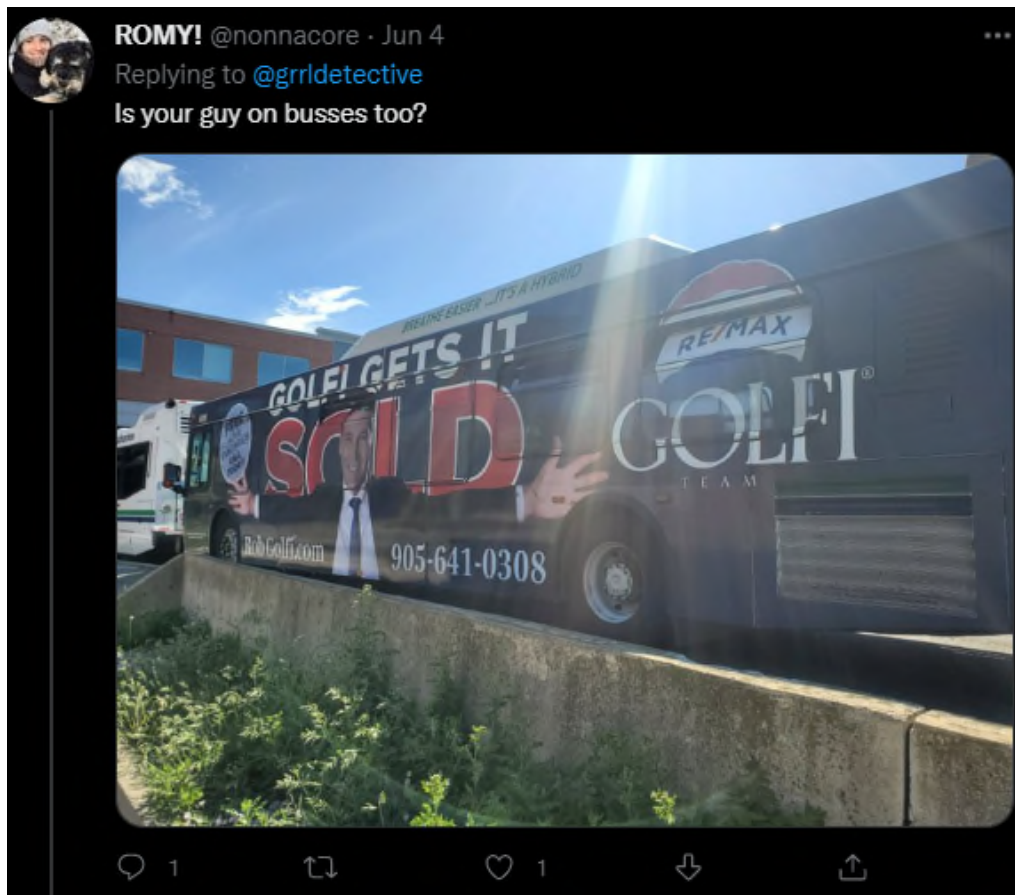 ROMY! @nonnacore · Jun 4
Replying to @grrldetective
Is your guy on busses too?
BREATHE EASIER ...IT'S A HYBRID
GOLFI GETS IT
SOLD
RE/MAX
GOLFI®
TEAM
RobGolfi.com
905-641-0308
1
1